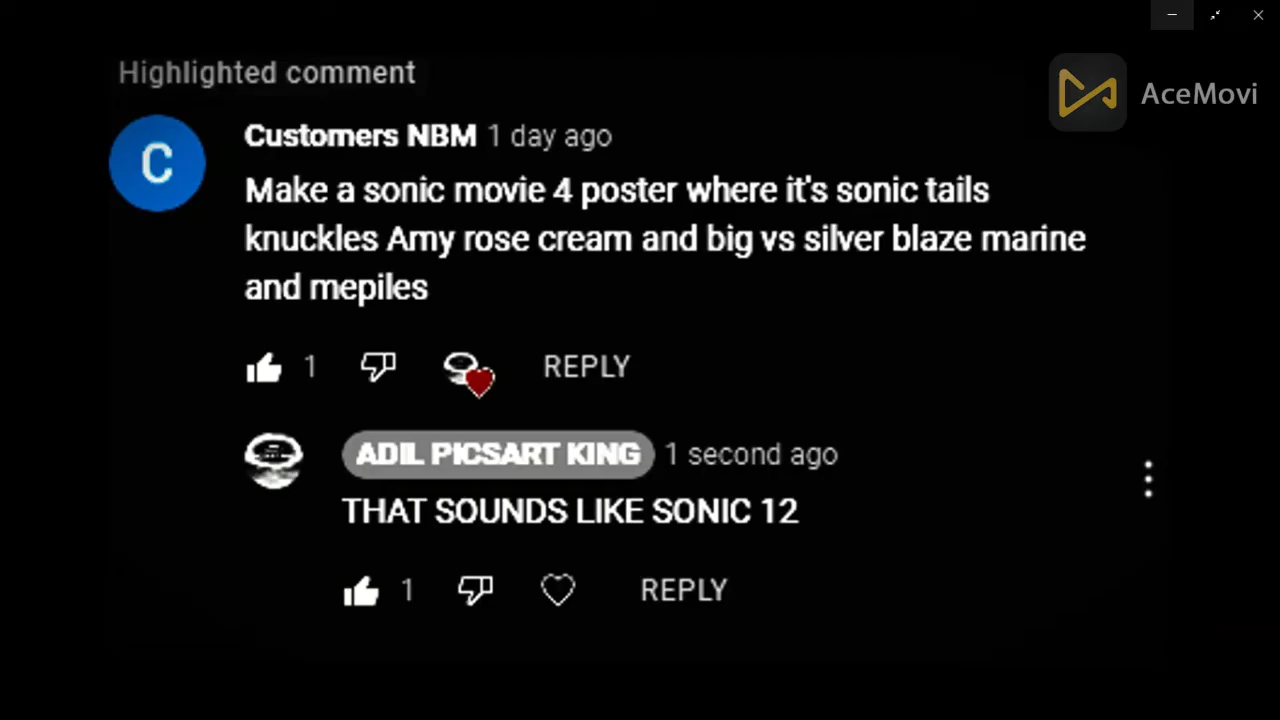 Highlighted comment
AceMovi
C
Customers NBM 1 day ago
Make a sonic movie 4 poster where it's sonic tails
knuckles Amy rose cream and big vs silver blaze marine
and mepiles
1 REPLY
ADIL PICSART KING 1 second ago
THAT SOUNDS LIKE SONIC 12
1 REPLY